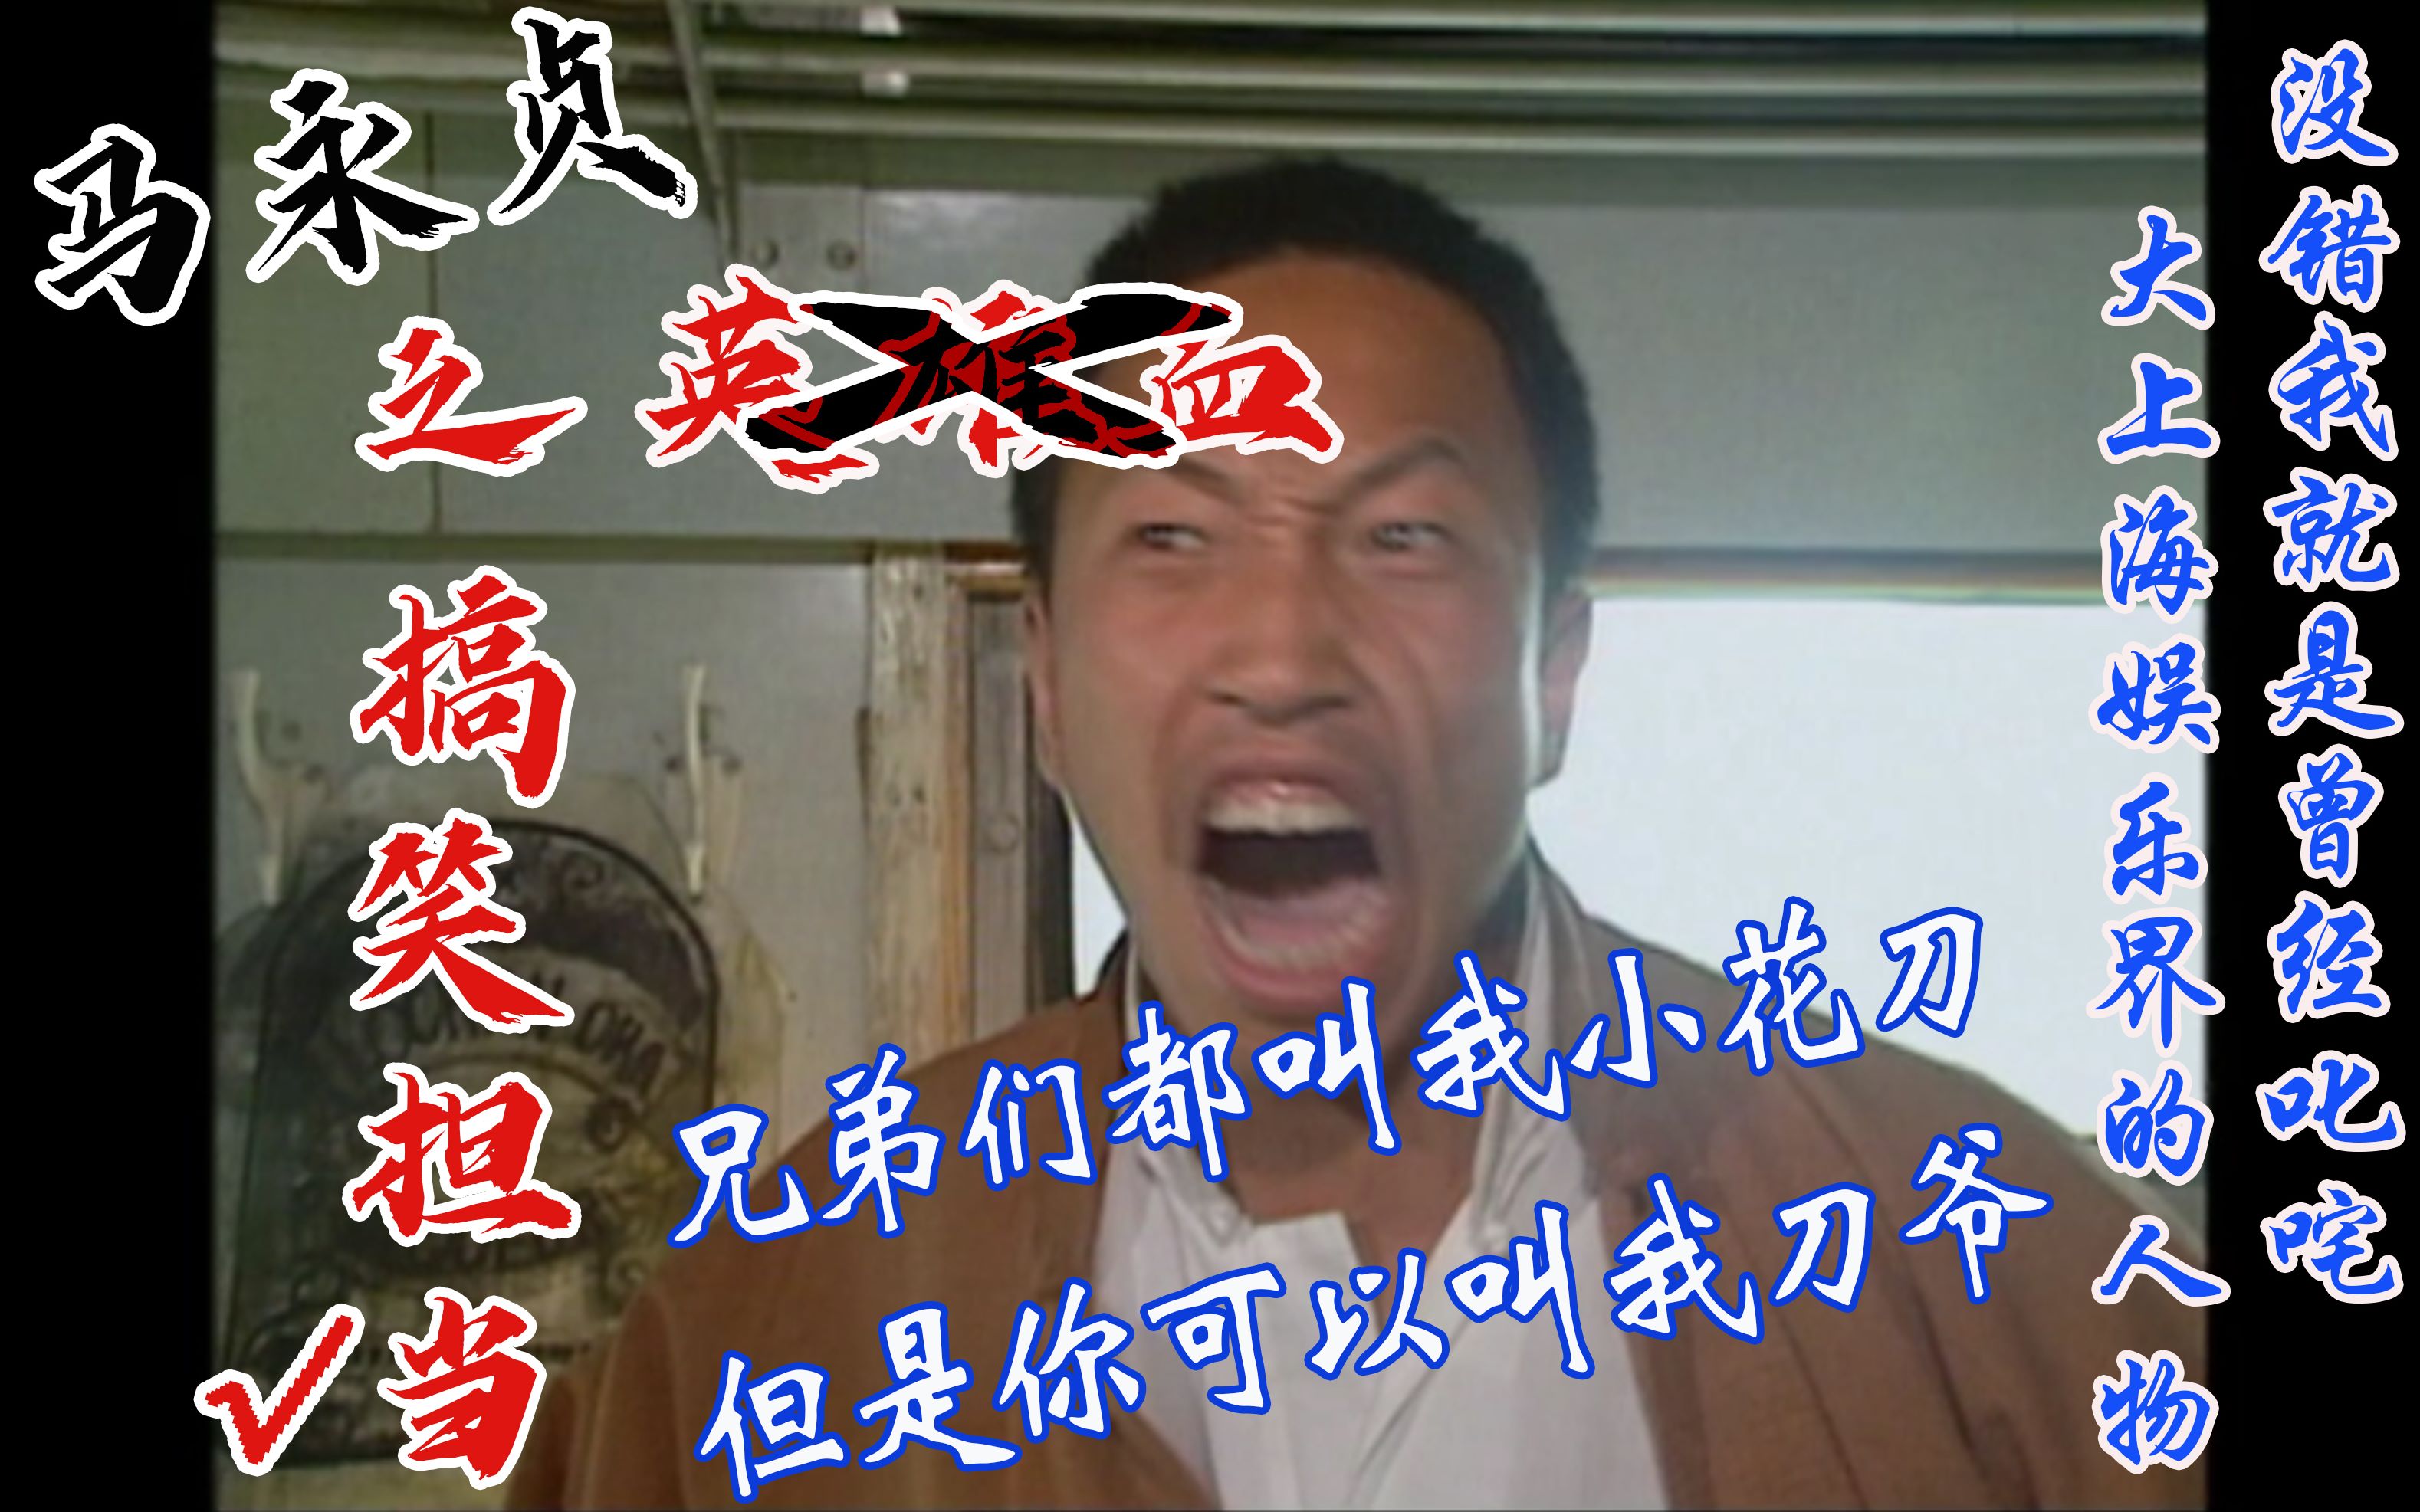 马永贞
之英雄血
搞笑担当
没错我就是曾经叱咤
大上海娱乐界的人物
兄弟们都叫我小花刀
但是你可以叫我刀爷